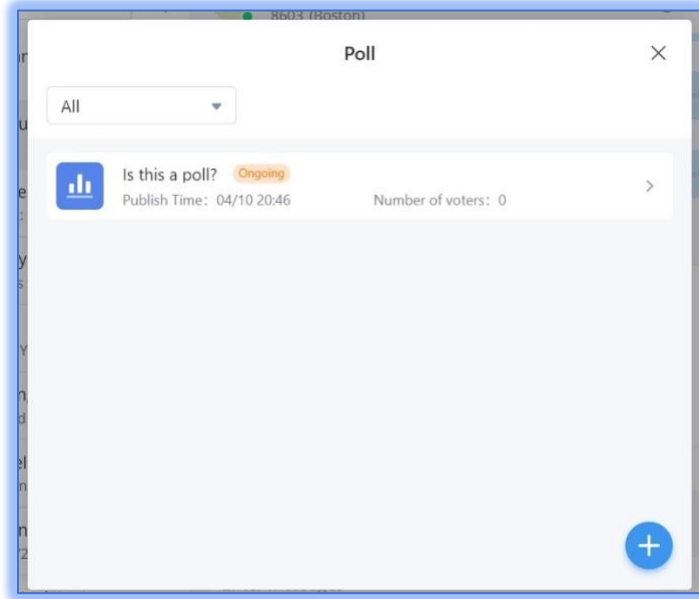 8603 (Boston)
Poll
All
Is this a poll? Ongoing
Publish Time: 04/10 20:46 Number of voters: 0